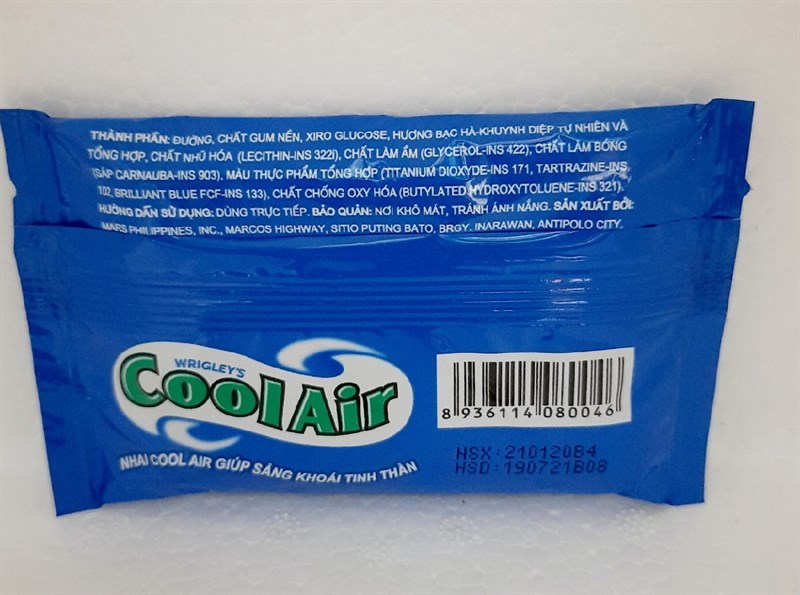 THÀNH PHẦN: ĐƯỜNG, CHẤT GUM NỀN, XIRO GLUCOSE, HƯƠNG BẠC HÀ-KHUYNH DIỆP TỰ NHIÊN VÀ
TỔNG HỢP, CHẤT NHŨ HÓA (LECITHIN-INS 322i), CHẤT LÀM ẨM (GLYCEROL-INS 422), CHẤT LÀM BÓNG
(SÁP CARNAUBA-INS 903), MÀU THỰC PHẨM TỔNG HỢP (TITANIUM DIOXYDE-INS 171, TARTRAZINE-INS
102, BRILLIANT BLUE FCF-INS 133), CHẤT CHỐNG OXY HÓA (BUTYLATED HYDROXYTOLUENE-INS 321).
HƯỚNG DẪN SỬ DỤNG: DÙNG TRỰC TIẾP. BẢO QUẢN: NƠI KHÔ MÁT, TRÁNH ÁNH NẮNG. SẢN XUẤT BỞI:
MARS PHILIPPINES, INC., MARCOS HIGHWAY, SITIO PUTING BATO, BRGY. INARAWAN, ANTIPOLO CITY.
WRIGLEY'S
Cool Air
NHAI COOL AIR GIÚP SẢNG KHOÁI TINH THẦN
8 936114 080046
NSX:210120B4
HSD:190721B08